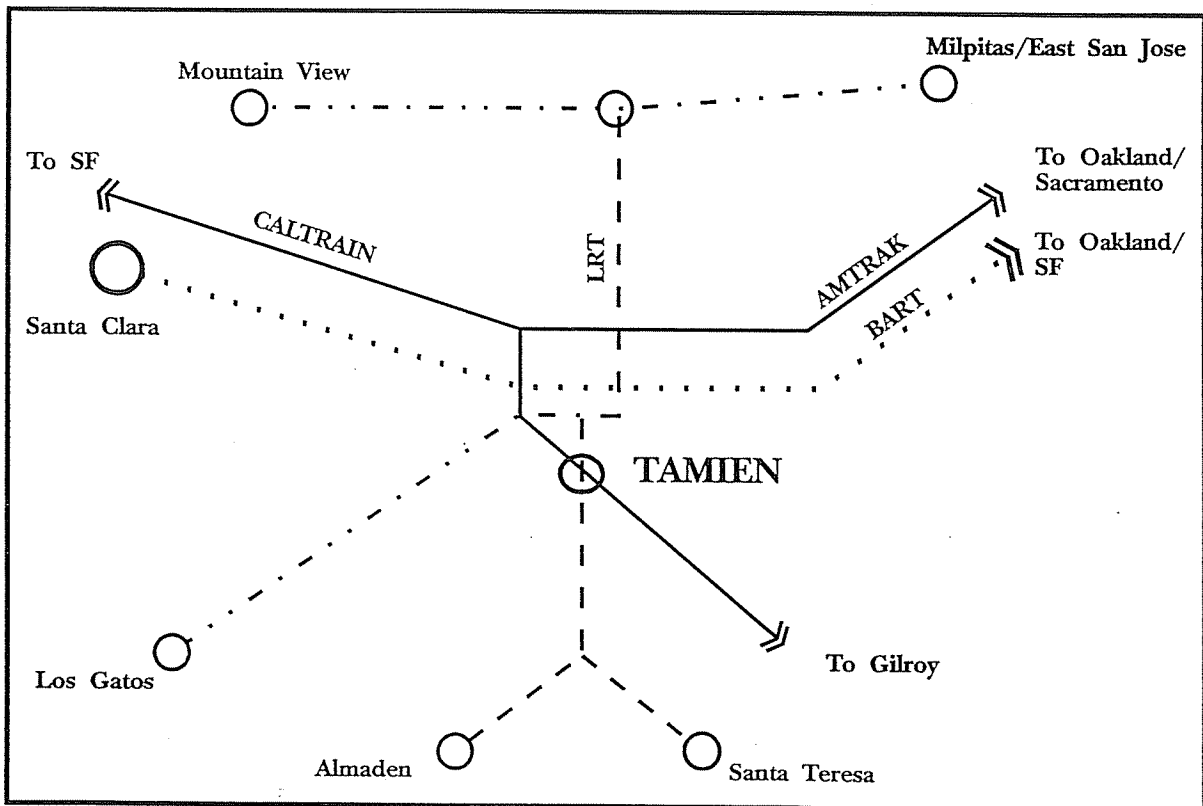 Milpitas/East San Jose
Mountain View
To SF
To Oakland/
Sacramento
CALTRAIN
LRT
AMTRAK
To Oakland/
SF
BART
Santa Clara
TAMIEN
Los Gatos
To Gilroy
Almaden
Santa Teresa